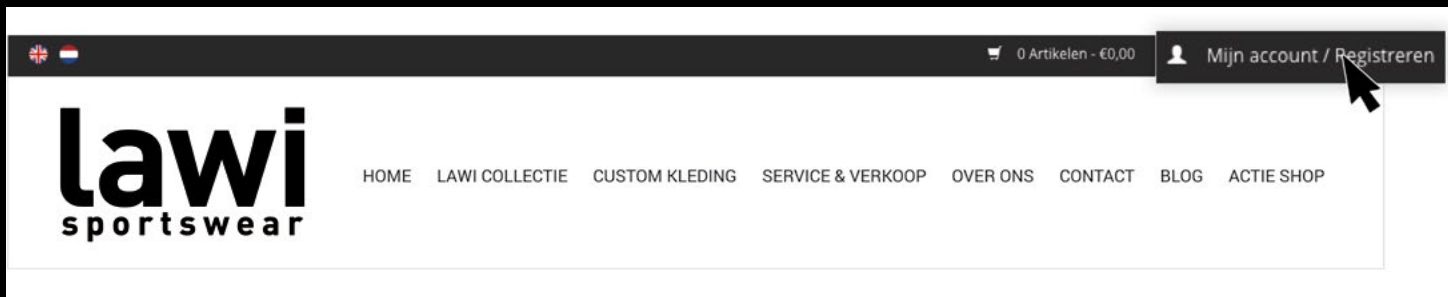 0 Artikelen - €0,00 Mijn account / Registreren
lawi
sportswear
HOME LAWI COLLECTIE CUSTOM KLEDING SERVICE & VERKOOP OVER ONS CONTACT BLOG ACTIE SHOP